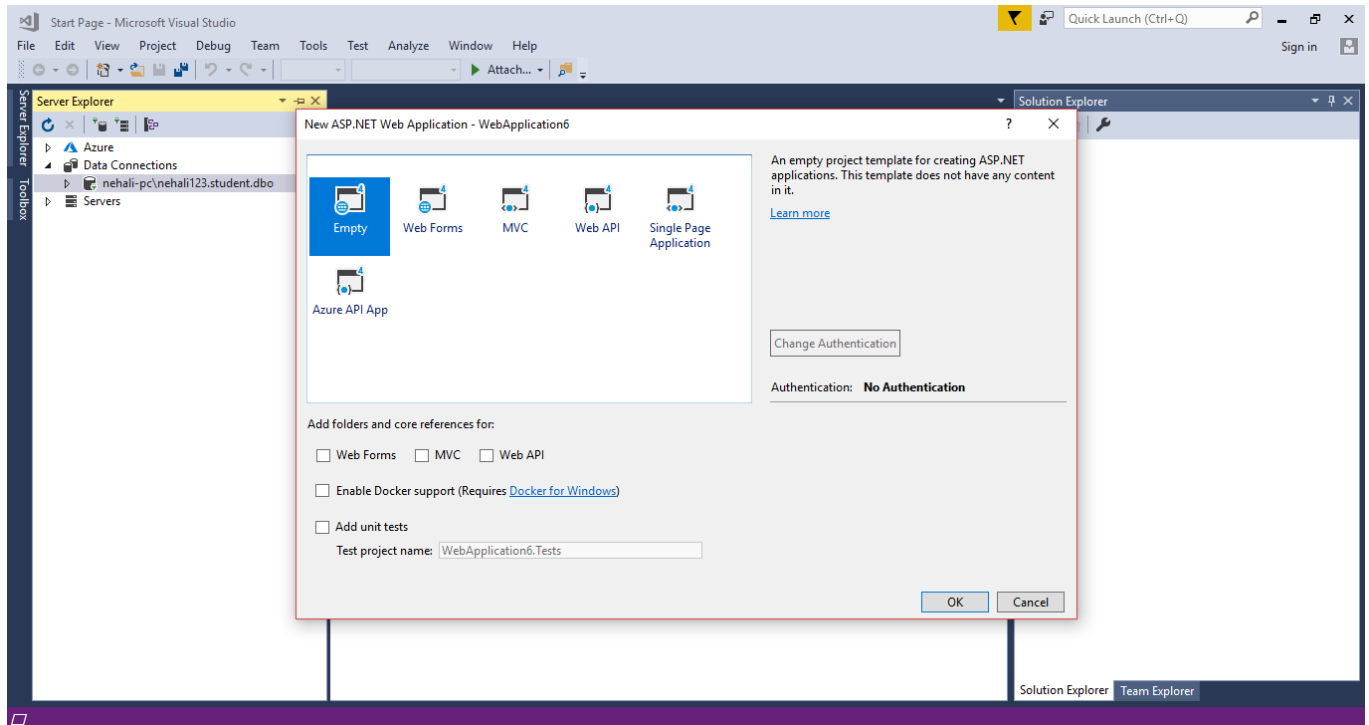 Start Page - Microsoft Visual Studio
Quick Launch (Ctrl+Q)
File Edit View Project Debug Team Tools Test Analyze Window Help
Sign in
Attach...
Server Explorer
Toolbox
Server Explorer
Azure
Data Connections
nehali-pc\nehali123.student.dbo
Servers
New ASP.NET Web Application - WebApplication6
?
Empty
Web Forms
MVC
Web API
Single Page
Application
Azure API App
An empty project template for creating ASP.NET
applications. This template does not have any content
in it.
Learn more
Change Authentication
Authentication: No Authentication
Add folders and core references for:
Web Forms MVC Web API
Enable Docker support (Requires Docker for Windows)
Add unit tests
Test project name: WebApplication6.Tests
OK Cancel
Solution Explorer
Solution Explorer Team Explorer